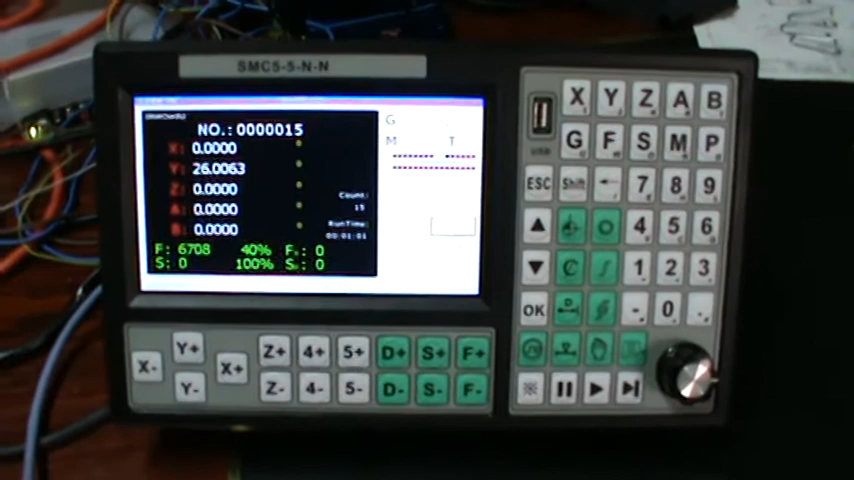 SMC5-5-N-N
NO.: 0000015
X: 0.0000
Y: 26.0063
Z: 0.0000
A: 0.0000
B: 0.0000
Count:
15
RunTime:
00:01:01
F: 6708 40% F.: 0
S: 0 100% S.: 0
G
M T
USB
X Y Z A B
G F S M P
ESC Shift 7 8 9
4 5 6
1 2 3
OK - 0 .
X- Y+ X+ Z+ 4+ 5+ D+ S+ F+
Y- Z- 4- 5- D- S- F-